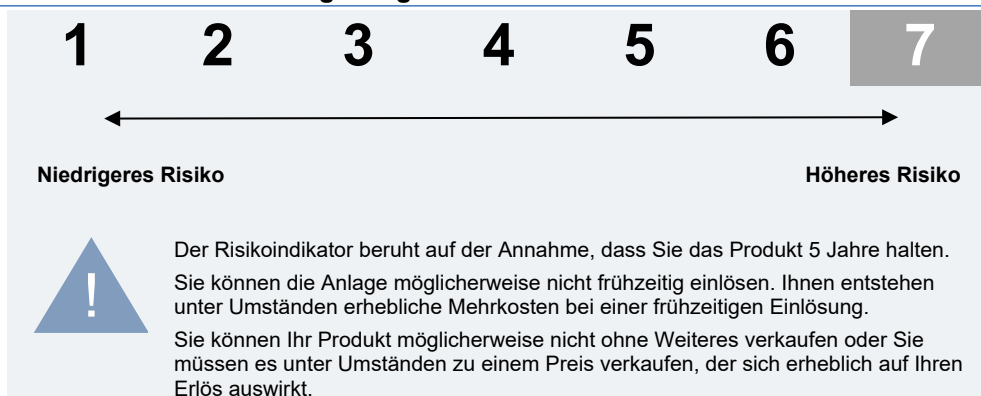 1 2 3 4 5 6 7
Niedrigeres Risiko Höheres Risiko
!
Der Risikoindikator beruht auf der Annahme, dass Sie das Produkt 5 Jahre halten.
Sie können die Anlage möglicherweise nicht frühzeitig einlösen. Ihnen entstehen
unter Umständen erhebliche Mehrkosten bei einer frühzeitigen Einlösung.
Sie können Ihr Produkt möglicherweise nicht ohne Weiteres verkaufen oder Sie
müssen es unter Umständen zu einem Preis verkaufen, der sich erheblich auf Ihren
Erlös auswirkt.